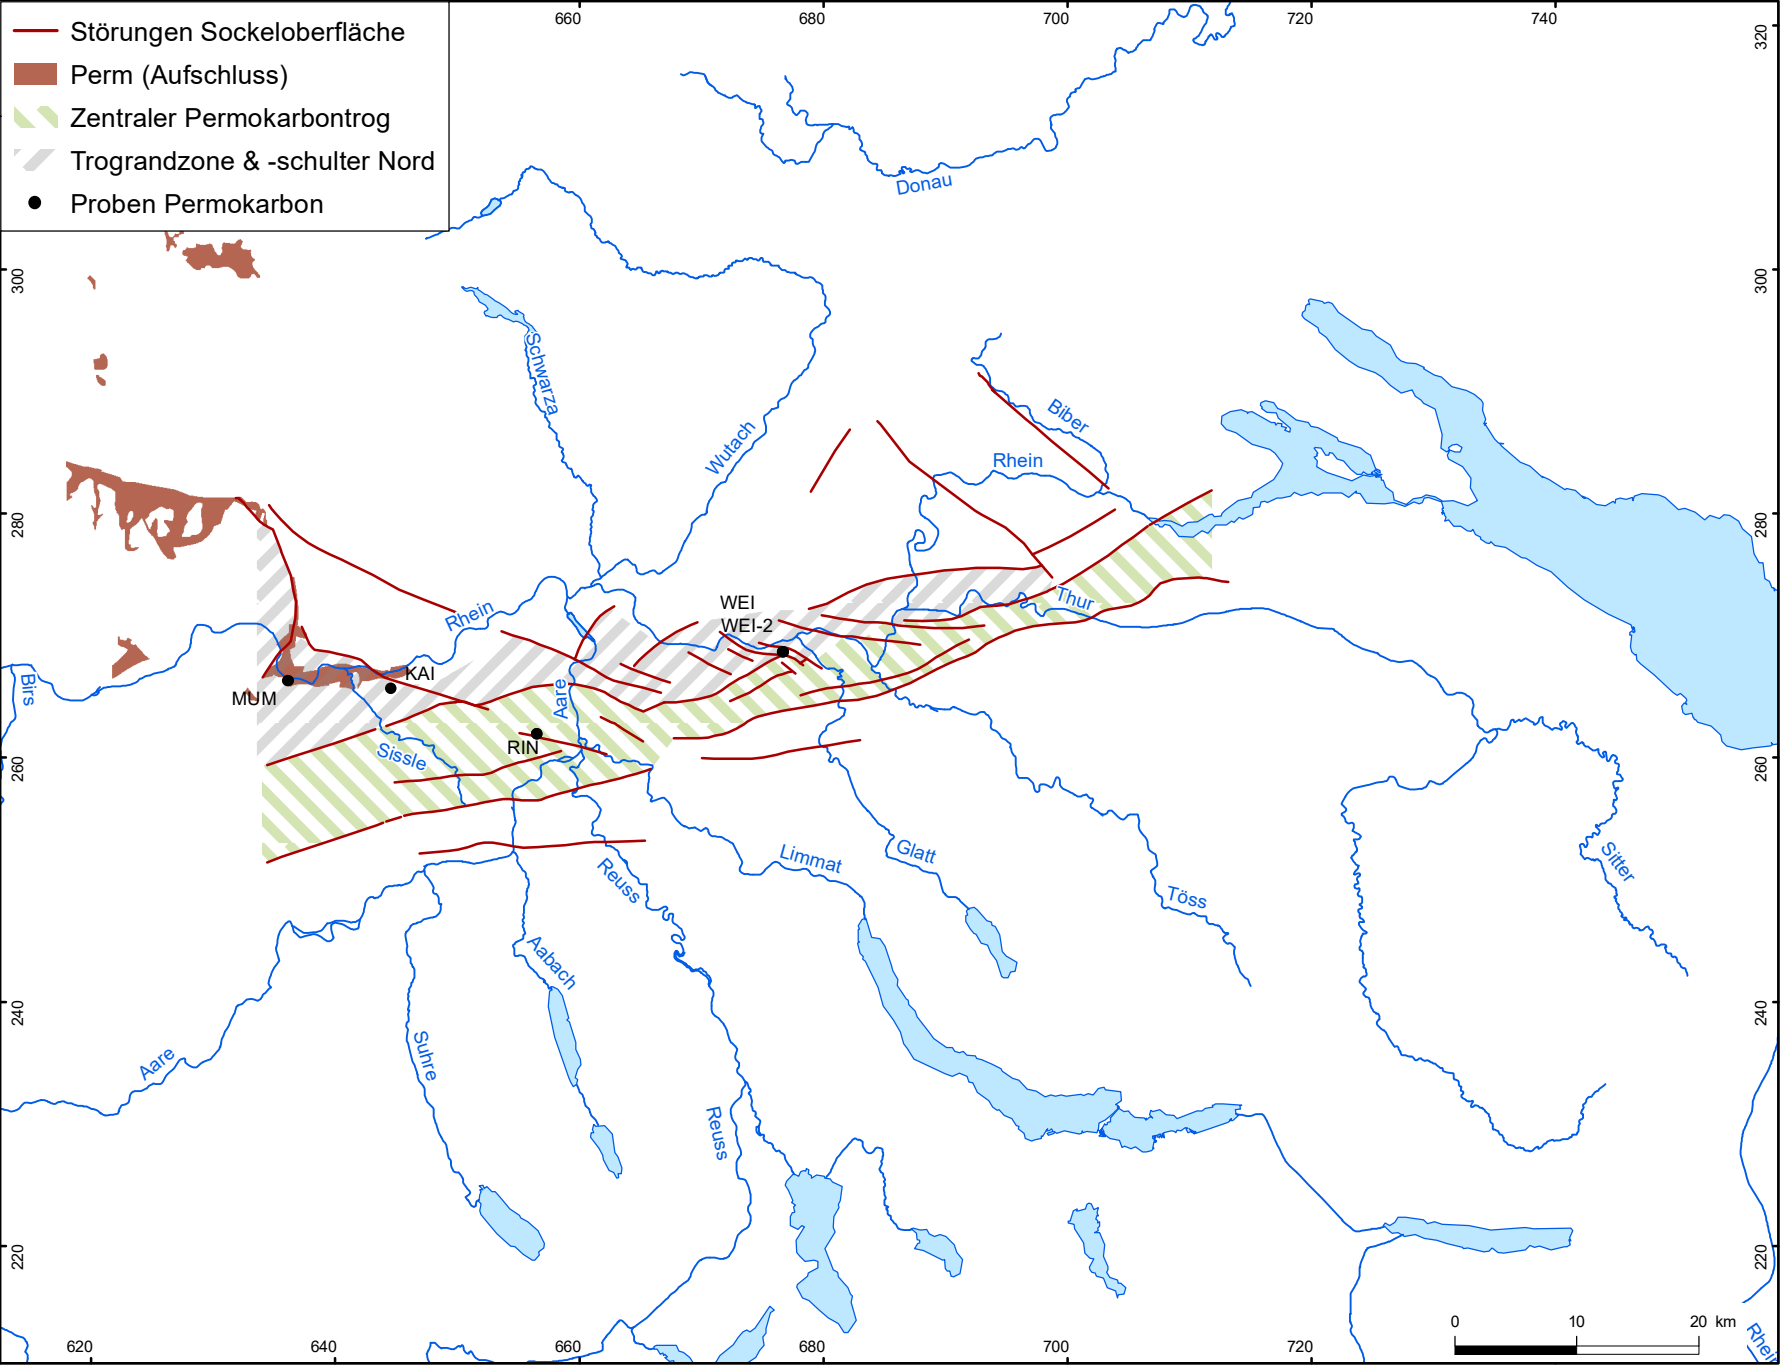 660
680
700
720
740
320
Störungen Sockeloberfläche
Perm (Aufschluss)
Zentraler Permokarbontrog
Trograndzone & -schulter Nord
Proben Permokarbon
Donau
300
300
Schwarza
Wutach
Biber
Rhein
280
280
Rhein
WEI
WEI-2
Thur
Birs
MUM
KAI
Aare
Sissle
RIN
260
260
Limmat
Glatt
Reuss
Töss
Sitter
Aabach
240
240
Aare
Suhre
Reuss
220
220
0 10 20 km
Rhein
620
640
660
680
700
720